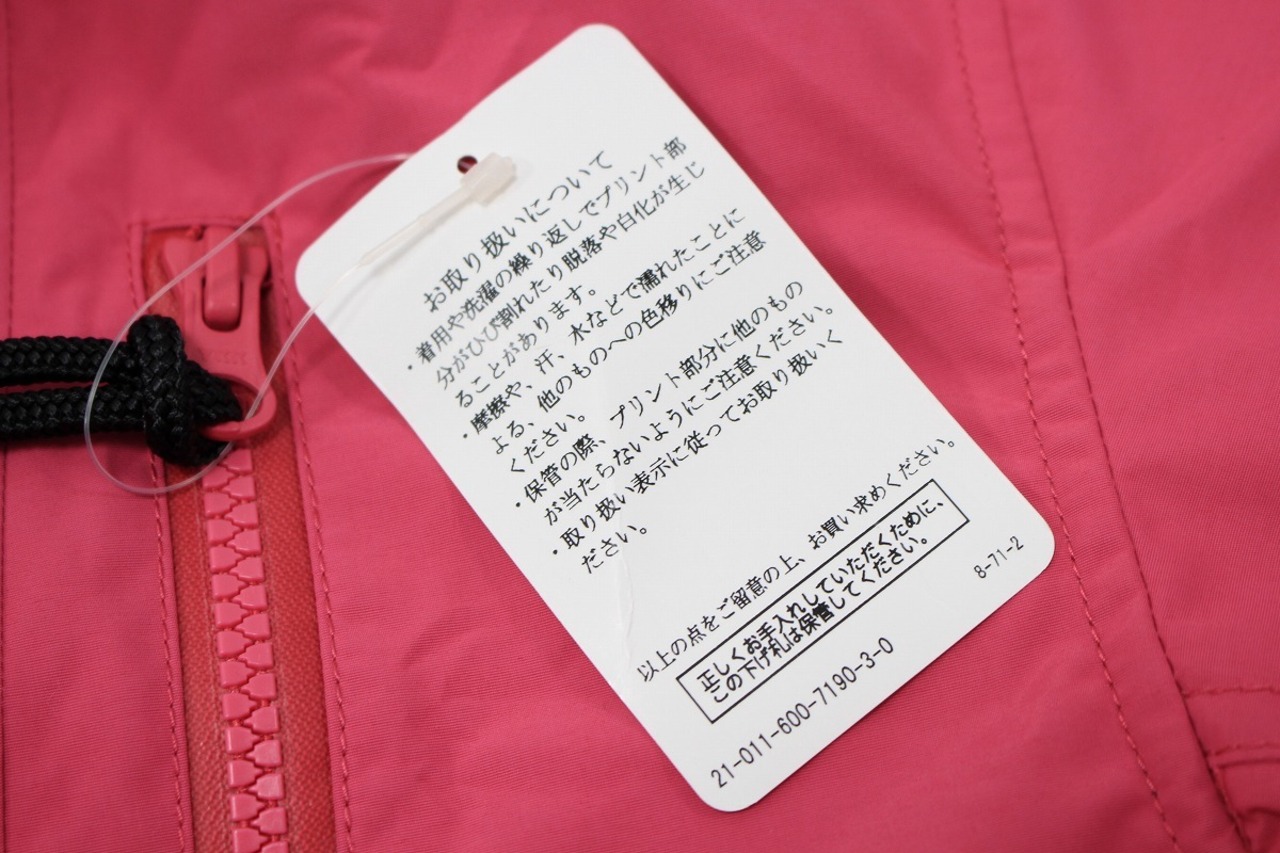 お取り扱いについて
・着用や洗濯の繰り返しでプリント部
分がひび割れたり脱落や白化が生じ
ることがあります。
・摩擦や、汗、水などで濡れたことに
よる、他のものへの色移りにご注意
ください。
・保管の際、プリント部分に他のもの
が当たらないようにご注意ください。
・取り扱い表示に従ってお取り扱いく
ださい。
以上の点をご留意の上、お買い求めください。
正しくお手入れしていただくために、
この下げ札は保管してください。
8-71-2
21-011-600-7190-3-0